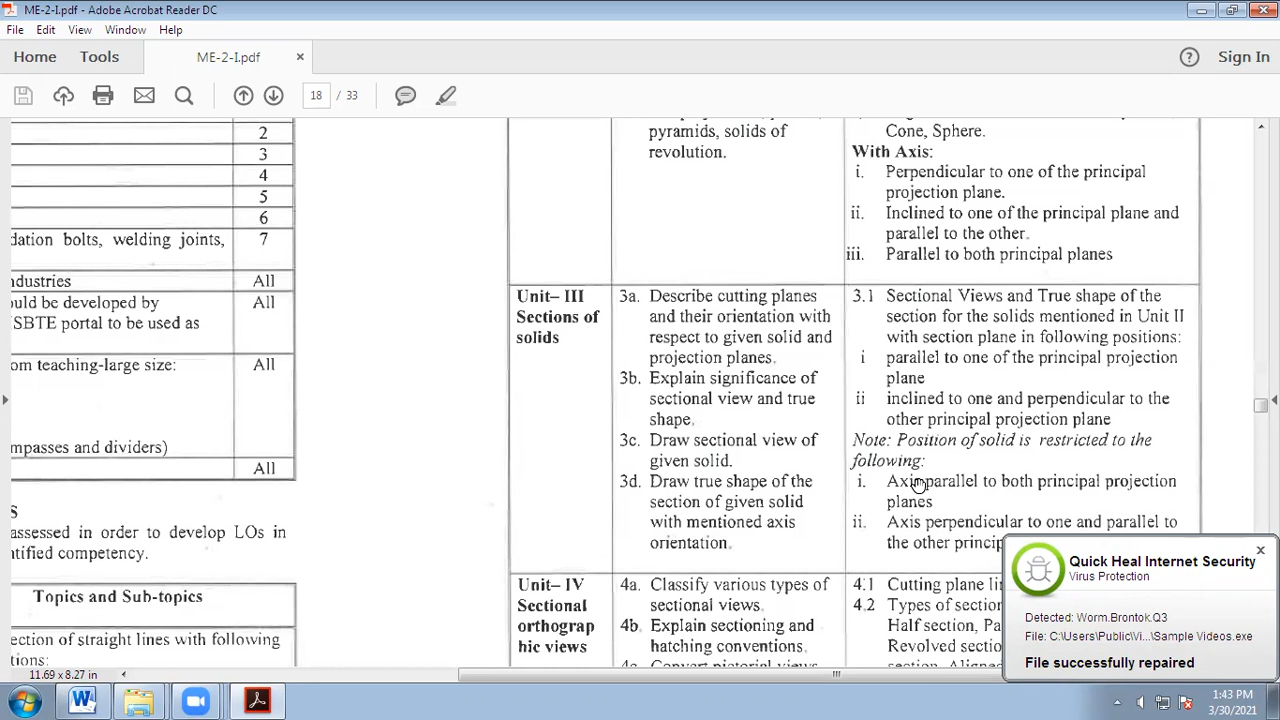 ME-2-I.pdf - Adobe Acrobat Reader DC
File Edit View Window Help
Home Tools ME-2-I.pdf × Sign In
18 / 33
2
3
4
5
6
dation bolts, welding joints, 7
ndustries All
ould be developed by All
SBTE portal to be used as
om teaching-large size: All
mpasses and dividers)
All
assessed in order to develop LOs in
ntified competency.
Topics and Sub-topics
ection of straight lines with following
tions:
pyramids, solids of
revolution.
Cone, Sphere.
With Axis:
i. Perpendicular to one of the principal
projection plane.
ii. Inclined to one of the principal plane and
parallel to the other.
iii. Parallel to both principal planes
Unit– III
Sections of
solids
3a. Describe cutting planes
and their orientation with
respect to given solid and
projection planes.
3b. Explain significance of
sectional view and true
shape.
3c. Draw sectional view of
given solid.
3d. Draw true shape of the
section of given solid
with mentioned axis
orientation.
3.1 Sectional Views and True shape of the
section for the solids mentioned in Unit II
with section plane in following positions:
i parallel to one of the principal projection
plane
ii inclined to one and perpendicular to the
other principal projection plane
Note: Position of solid is restricted to the
following:
i. Axis parallel to both principal projection
planes
ii. Axis perpendicular to one and parallel to
the other princip
Unit– IV
Sectional
orthograp
hic views
4a. Classify various types of
sectional views.
4b. Explain sectioning and
hatching conventions.
4c. Convert pictorial views
4.1 Cutting plane li
4.2 Types of section
Half section, Pa
Revolved sectio
section, Aligne
Quick Heal Internet Security
Virus Protection
Detected: Worm.Brontok.Q3
File: C:\Users\Public\Vi...\Sample Videos.exe
File successfully repaired
11.69 x 8.27 in
1:43 PM
3/30/2021